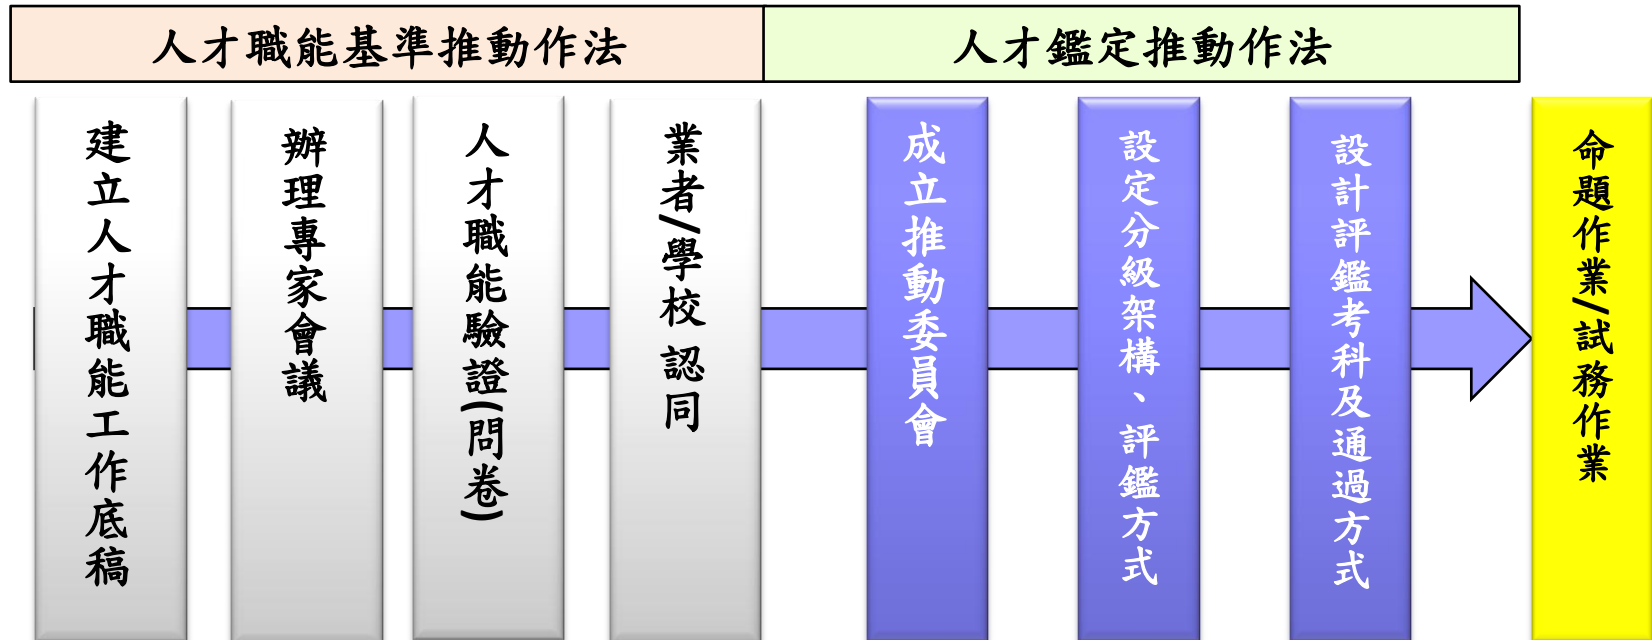 人才職能基準推動作法
人才鑑定推動作法
建立人才職能工作底稿
辦理專家會議
人才職能驗證(問卷)
業者/學校 認同
成立推動委員會
設定分級架構、評鑑方式
設計評鑑考科及通過方式
命題作業/試務作業